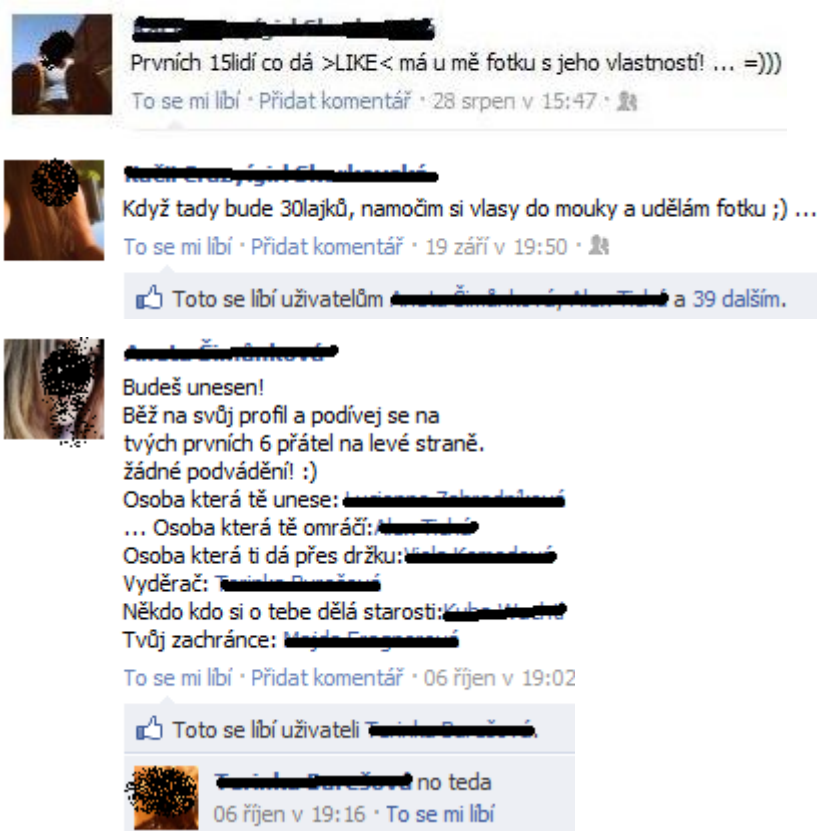 Prvních 15lidí co dá >LIKE< má u mě fotku s jeho vlastností! ... =)))
To se mi líbí · Přidat komentář · 28 srpen v 15:47 ·
Když tady bude 30lajků, namočim si vlasy do mouky a udělám fotku ;) ...
To se mi líbí · Přidat komentář · 19 září v 19:50 ·
Toto se líbí uživatelům a 39 dalším.
Budeš unesen!
Běž na svůj profil a podívej se na
tvých prvních 6 přátel na levé straně.
žádné podvádění! :)
Osoba která tě unese:
... Osoba která tě omráčí:
Osoba která ti dá přes držku:
Vyděrač:
Někdo kdo si o tebe dělá starosti:
Tvůj zachránce:
To se mi líbí · Přidat komentář · 06 říjen v 19:02
Toto se líbí uživateli
no teda
06 říjen v 19:16 · To se mi líbí